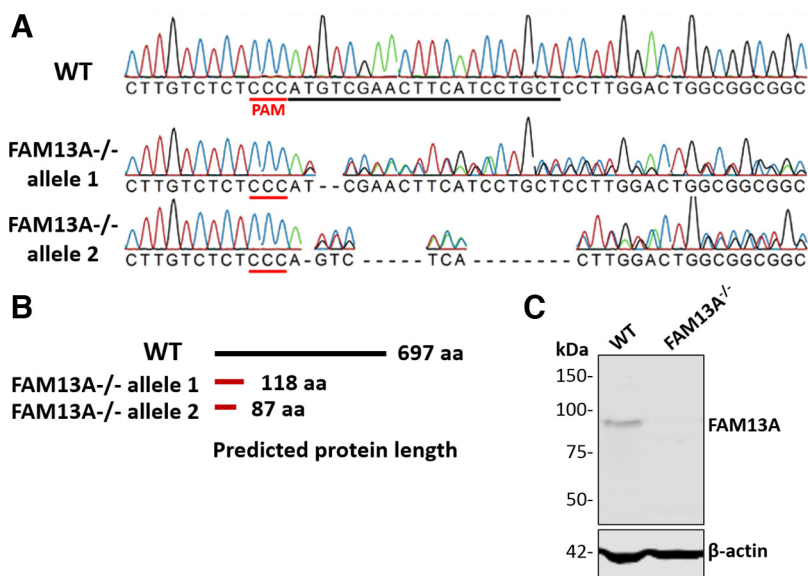 A
WT
CTTGTCTCTCCCATGTCGAACTTCATCCTGCTCCTTGGACTGGCGGCGGC
PAM
FAM13A-/-
allele 1
CTTGTCTCTCCCAT--CGAACTTCATCCTGCTCCTTGGACTGGCGGCGGC
FAM13A-/-
allele 2
CTTGTCTCTCCCA-GTC-----TCA--------CTTGGACTGGCGGCGGC
B
WT 697 aa
FAM13A-/- allele 1 118 aa
FAM13A-/- allele 2 87 aa
Predicted protein length
C
WT FAM13A-/-
kDa
150-
100-
FAM13A
75-
50-
42- β-actin